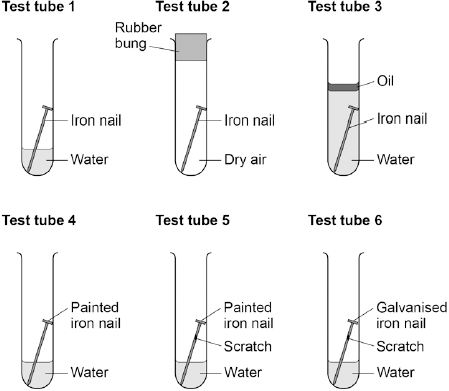 Test tube 1
Test tube 2
Test tube 3
Rubber
bung
Oil
Iron nail
Iron nail
Iron nail
Water
Dry air
Water
Test tube 4
Test tube 5
Test tube 6
Painted
iron nail
Painted
iron nail
Galvanised
iron nail
Scratch
Scratch
Water
Water
Water